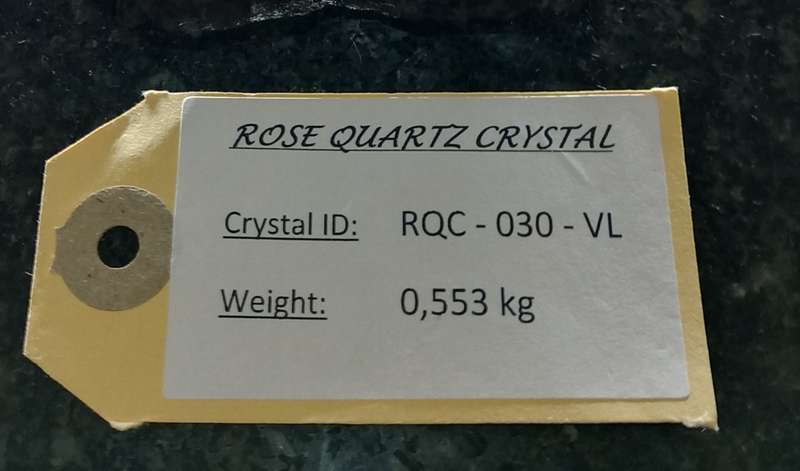 ROSE QUARTZ CRYSTAL
Crystal ID: RQC - 030 - VL
Weight: 0,553 kg